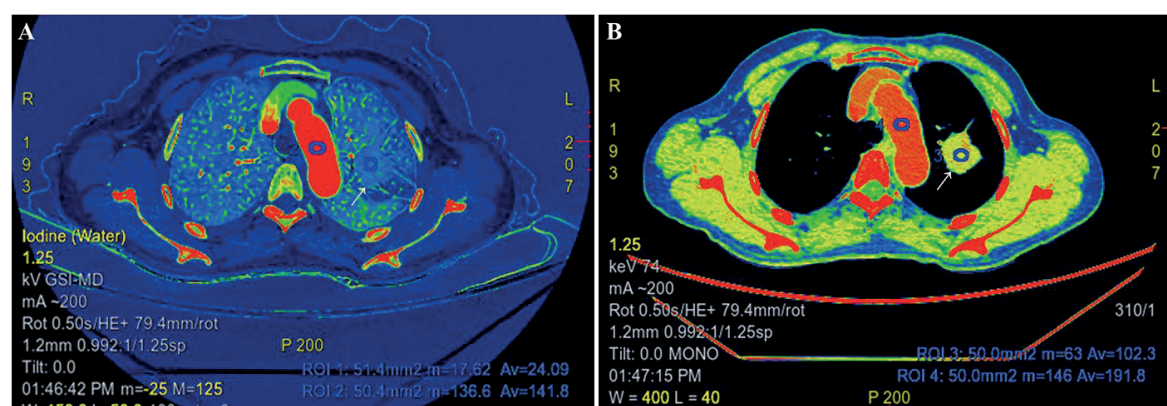 A
R
L
1
9
3
2
0
7
Iodine (Water)
1.25
kV GSI-MD
mA ~200
Rot 0.50s/HE+ 79.4mm/rot
1.2mm 0.992:1/1.25sp
Tilt: 0.0
P 200
01:46:42 PM m=-25 M=125
ROI 1: 51.4mm2 m=17.62 Av=24.09
ROI 2: 50.4mm2 m=136.6 Av=141.8
B
R
L
1
9
3
2
0
7
3
1.25
keV 74
mA ~200
Rot 0.50s/HE+ 79.4mm/rot
310/1
1.2mm 0.992:1/1.25sp
Tilt: 0.0 MONO
ROI 3: 50.0mm2 m=63 Av=102.3
01:47:15 PM
ROI 4: 50.0mm2 m=146 Av=191.8
W = 400 L = 40
P 200